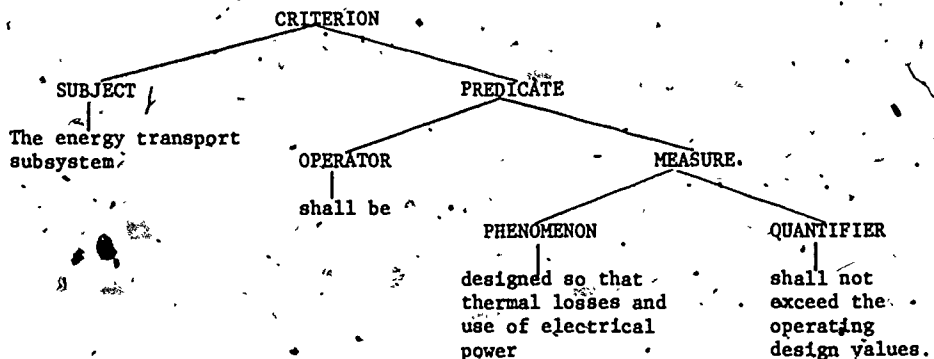 CRITERION
SUBJECT
PREDICATE
The energy transport
subsystem.
OPERATOR
MEASURE.
shall be
PHENOMENON
QUANTIFIER
designed so that
thermal losses and
use of electrical
power
shall not
exceed the
operating
design values.